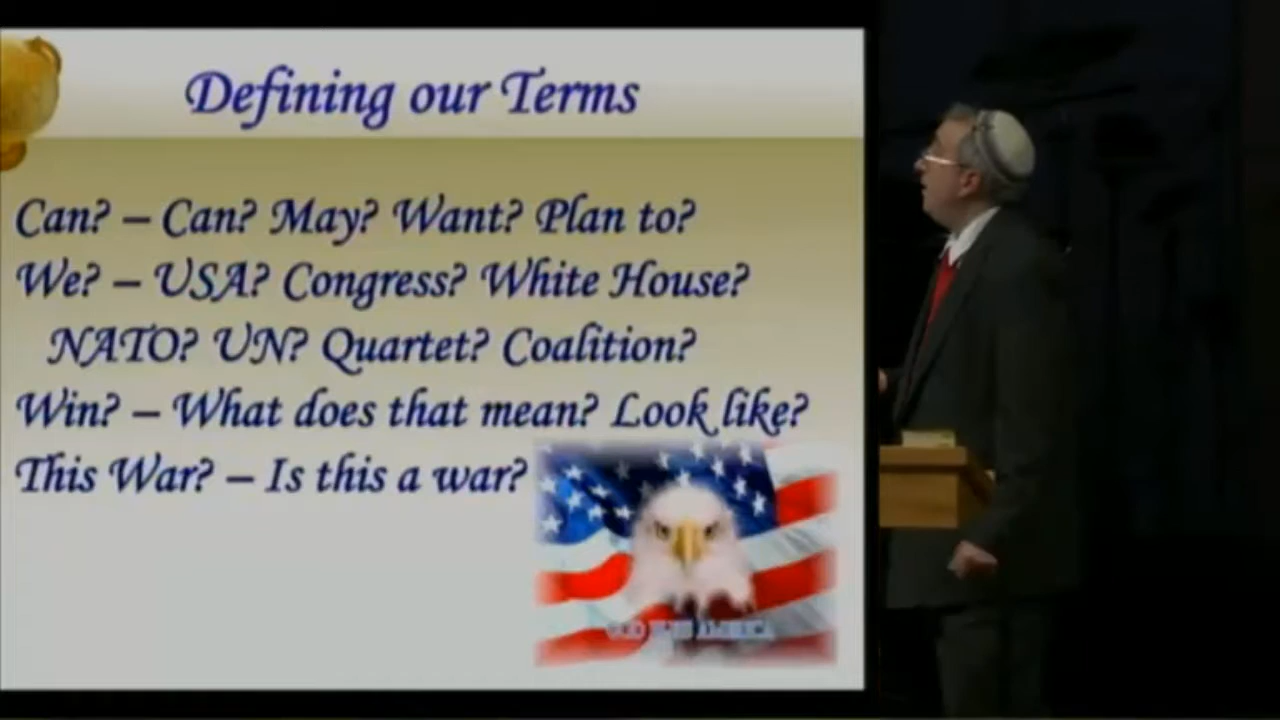 Defining our Terms
Can? – Can? May? Want? Plan to?
We? – USA? Congress? White House?
NATO? UN? Quartet? Coalition?
Win? – What does that mean? Look like?
This War? – Is this a war?
AMERICA